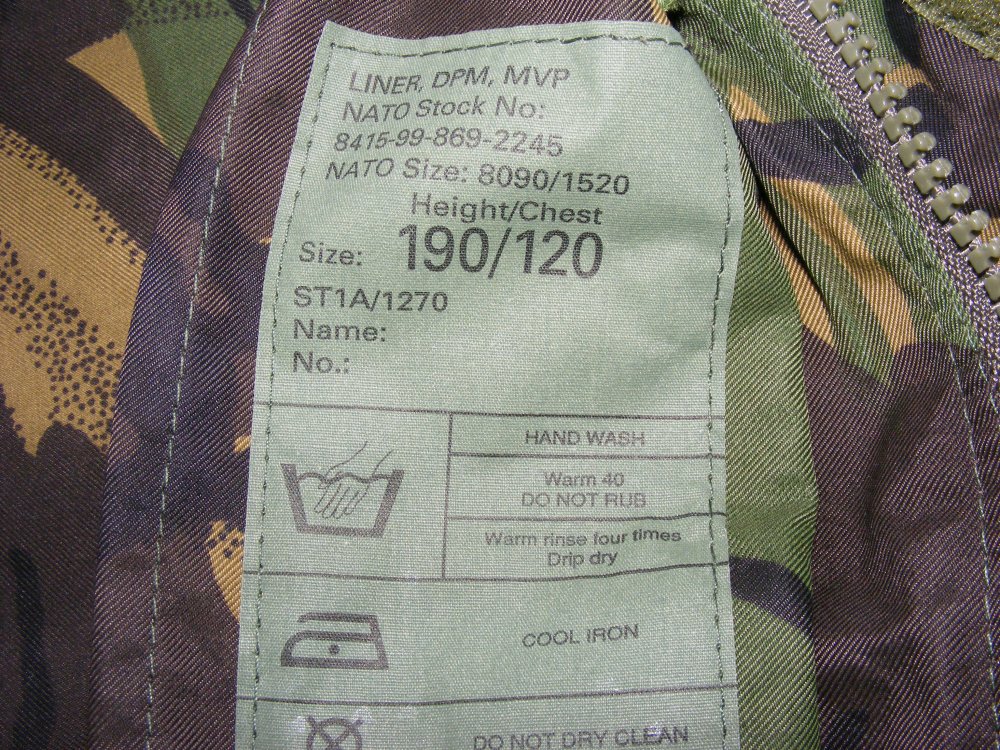 LINER, DPM, MVP
NATO Stock No:
8415-99-869-2245
NATO Size: 8090/1520
Height/Chest
Size: 190/120
ST1A/1270
Name:
No.:
HAND WASH
Warm 40
DO NOT RUB
Warm rinse four times
Drip dry
COOL IRON
DO NOT DRY CLEAN